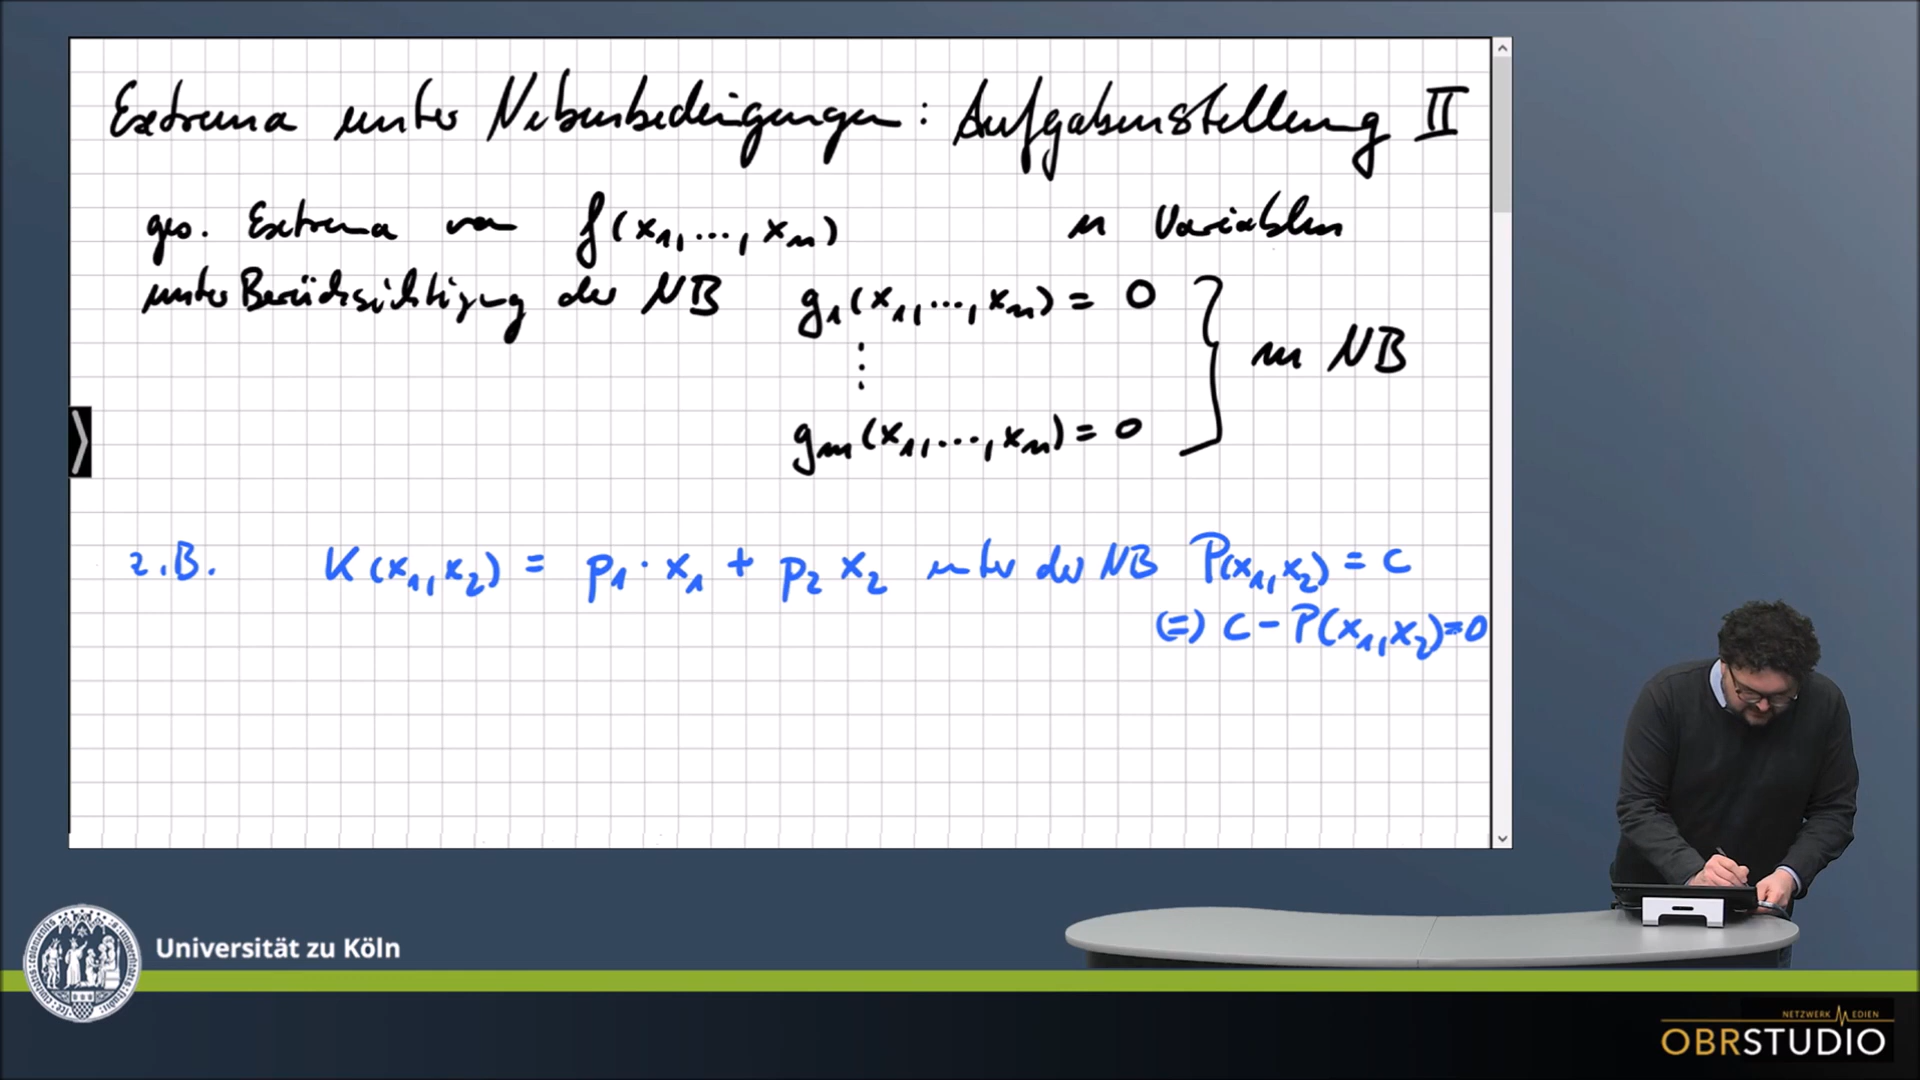 Extrema unter Nebenbedingungen: Aufgabenstellung II
ges. Extrema von f(x₁,...,xₙ) n Variablen
unter Berücksichtigung der NB g₁(x₁,...,xₙ) = 0
⋮
m NB
gₘ(x₁,...,xₙ) = 0
z.B. K(x₁,x₂) = p₁·x₁ + p₂ x₂ unter der NB P(x₁,x₂) = c
(=) c - P(x₁,x₂)=0
Universität zu Köln
NETZWERK MEDIEN
OBRSTUDIO